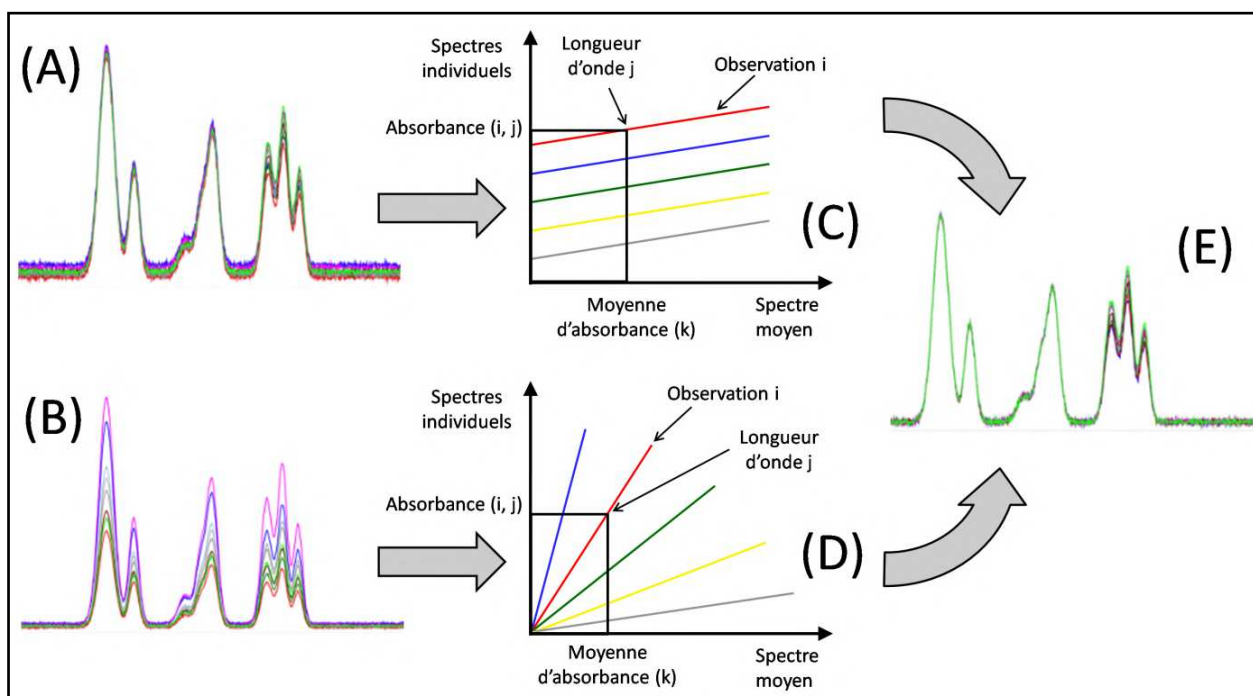 (A)
Spectres
individuels
Longueur
d'onde j
Observation i
Absorbance (i, j)
(C)
Moyenne
d'absorbance (k)
Spectre
moyen
(E)
(B)
Spectres
individuels
Observation i
Longueur
d'onde j
Absorbance (i, j)
(D)
Moyenne
d'absorbance (k)
Spectre
moyen